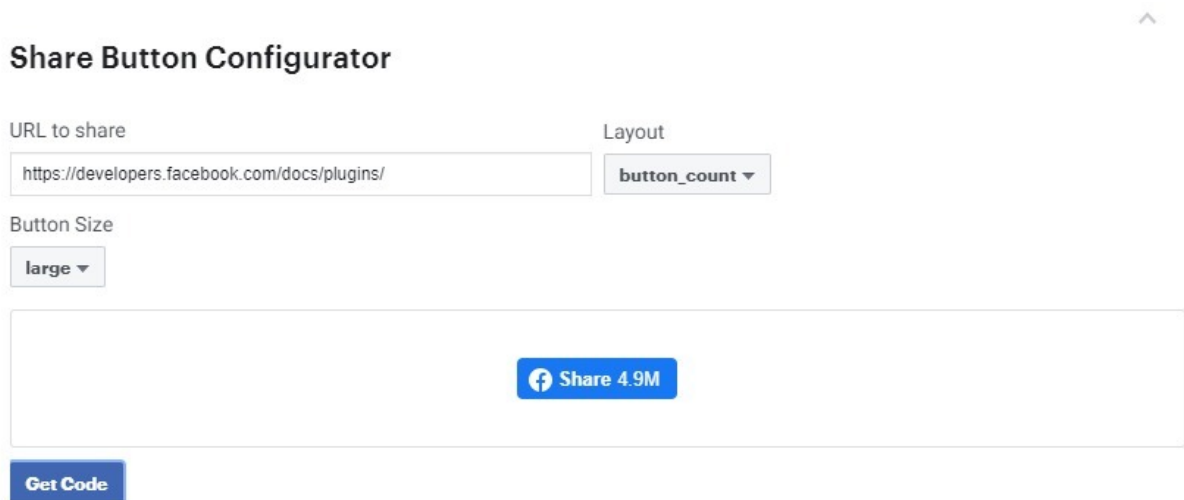 Share Button Configurator
URL to share
Layout
https://developers.facebook.com/docs/plugins/
button_count
Button Size
large
Share 4.9M
Get Code